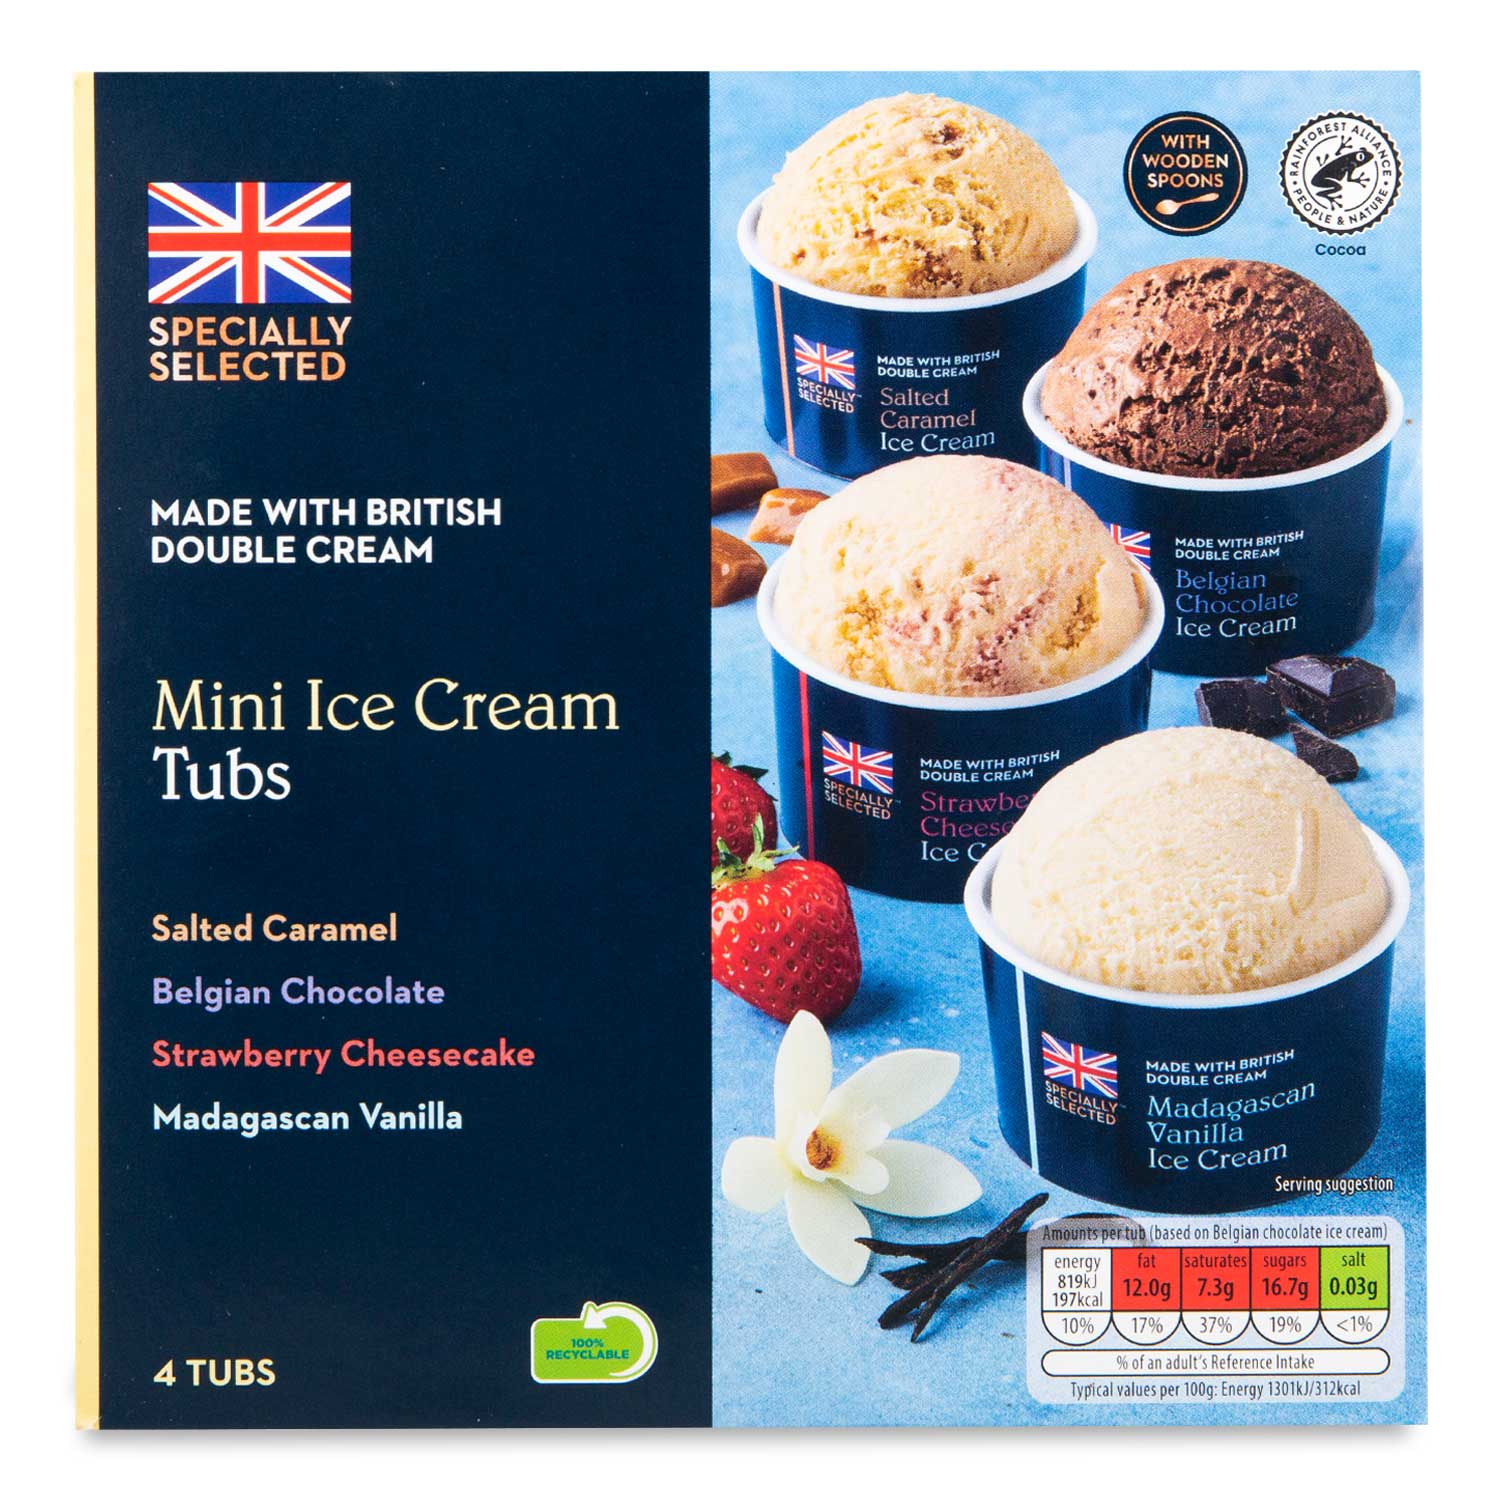 SPECIALLY
SELECTED
MADE WITH BRITISH
DOUBLE CREAM
Mini Ice Cream
Tubs
Salted Caramel
Belgian Chocolate
Strawberry Cheesecake
Madagascan Vanilla
4 TUBS
100%
RECYCLABLE
WITH
WOODEN
SPOONS
RAINFOREST ALLIANCE
PEOPLE & NATURE
Cocoa
SPECIALLY™
SELECTED
MADE WITH BRITISH
DOUBLE CREAM
Salted
Caramel
Ice Cream
MADE WITH BRITISH
DOUBLE CREAM
Belgian
Chocolate
Ice Cream
SPECIALLY™
SELECTED
MADE WITH BRITISH
DOUBLE CREAM
Ice
SPECIALLY™
SELECTED
MADE WITH BRITISH
DOUBLE CREAM
Madagascan
Vanilla
Ice Cream
Serving suggestion
Amounts per tub (based on Belgian chocolate ice cream)
energy fat saturates sugars salt
819kJ 12.0g 7.3g 16.7g 0.03g
197kcal
10% 17% 37% 19% <1%
% of an adult's Reference Intake
Typical values per 100g: Energy 1301kJ/312kcal